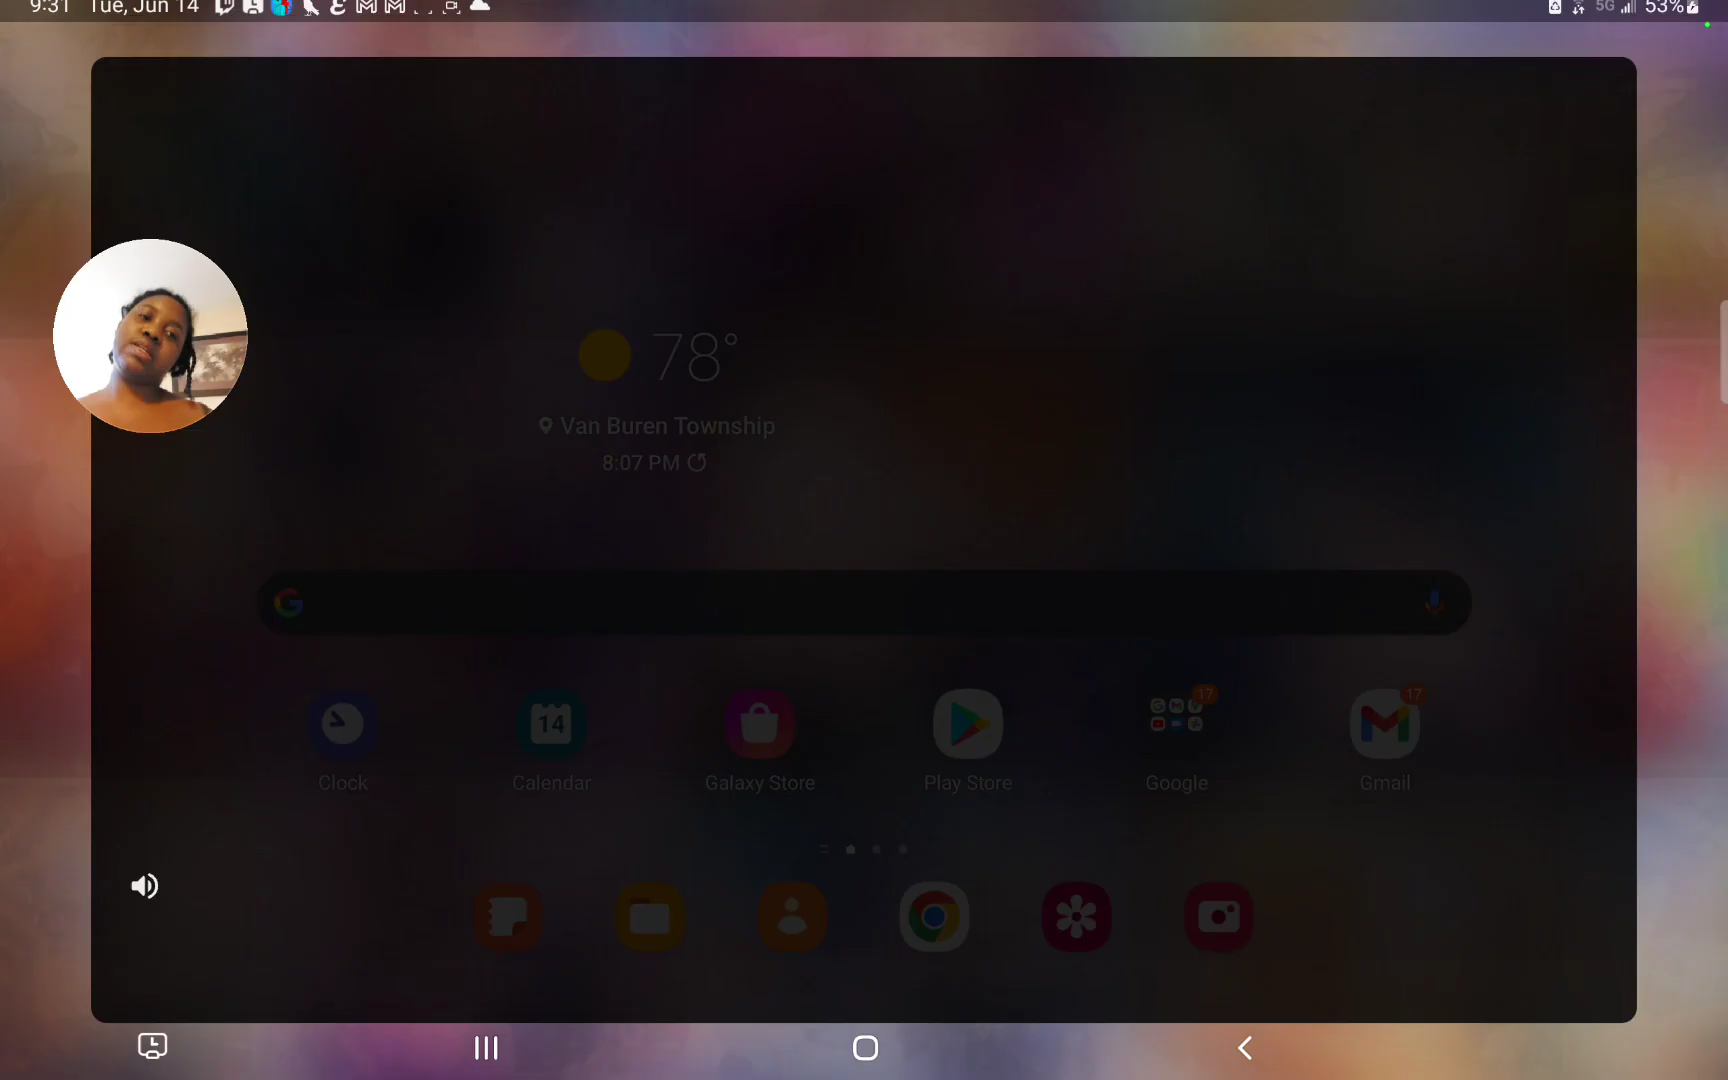 9:31 Tue, Jun 14
5G 53%
78°
Van Buren Township
8:07 PM
17 17
14
Clock Calendar Galaxy Store Play Store Google Gmail